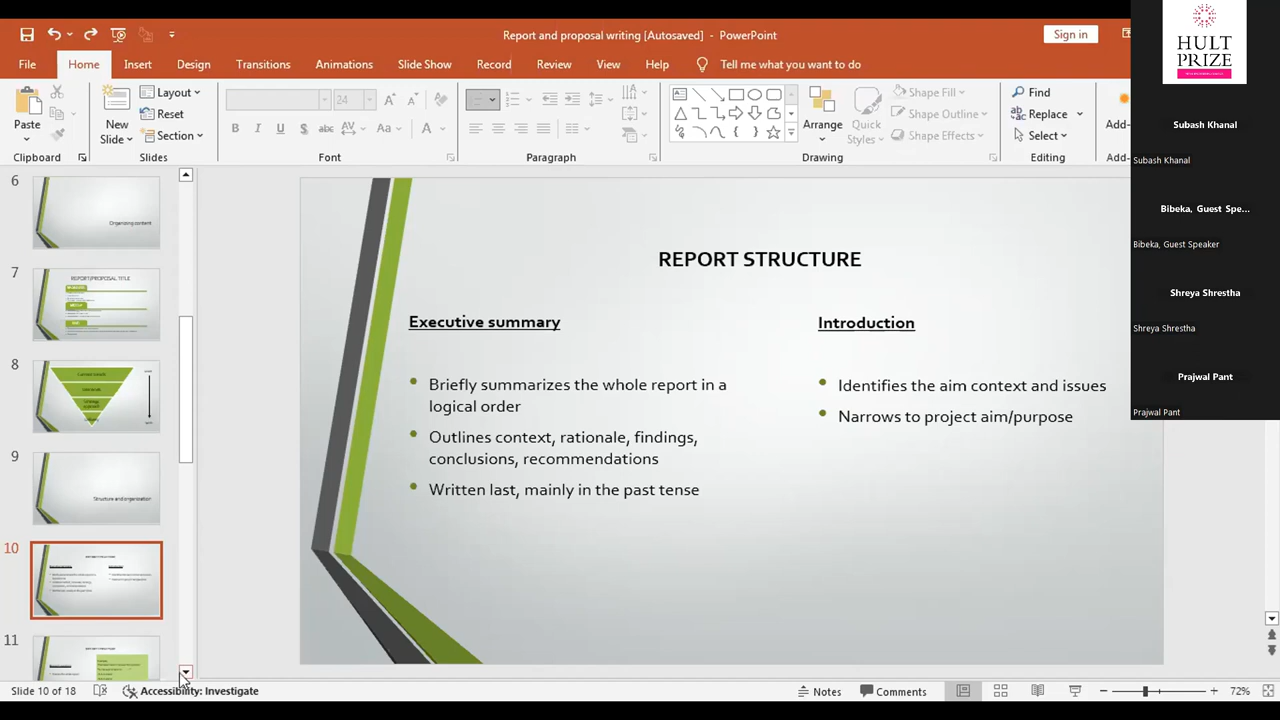 Report and proposal writing [Autosaved] - PowerPoint
Sign in
File Home Insert Design Transitions Animations Slide Show Record Review View Help Tell me what you want to do
Paste
Clipboard
New
Slide
Layout
Reset
Section
Slides
24
B I U S abc AV Aa A
Font
Paragraph
Arrange
Quick
Styles
Shape Fill
Shape Outline
Shape Effects
Drawing
Find
Replace
Select
Editing
Add-
Add-
HULT
PRIZE
Subash Khanal
Subash Khanal
Bibeka, Guest Spe...
Bibeka, Guest Speaker
Shreya Shrestha
Shreya Shrestha
Prajwal Pant
Prajwal Pant
6
Organizing content
7
REPORT/PROPOSAL TITLE
8
9
Structure and organization
10
11
REPORT STRUCTURE
Executive summary
Briefly summarizes the whole report in a
logical order
Outlines context, rationale, findings,
conclusions, recommendations
Written last, mainly in the past tense
Introduction
Identifies the aim context and issues
Narrows to project aim/purpose
Slide 10 of 18
Accessibility: Investigate
Notes
Comments
72%